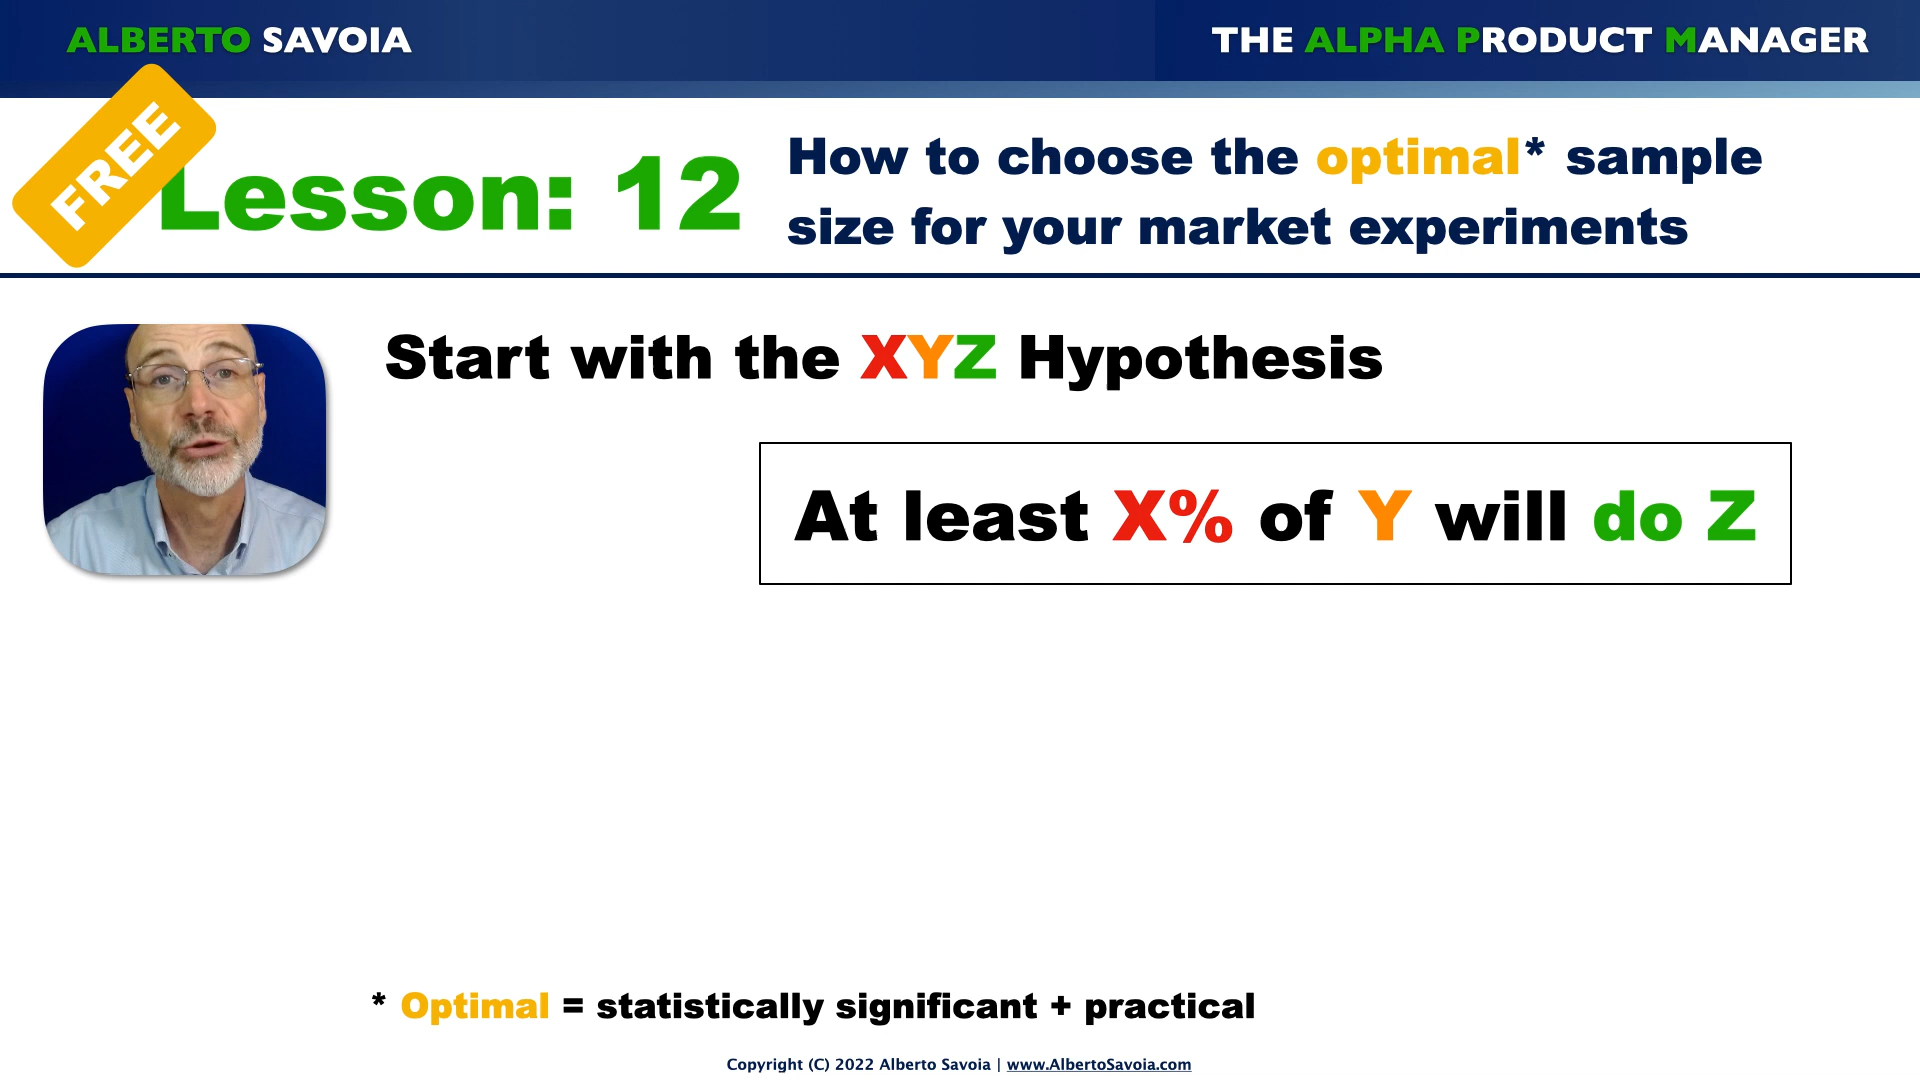 ALBERTO SAVOIA
THE ALPHA PRODUCT MANAGER
FREE
Lesson: 12
How to choose the optimal* sample
size for your market experiments
Start with the XYZ Hypothesis
At least X% of Y will do Z
* Optimal = statistically significant + practical
Copyright (C) 2022 Alberto Savoia | www.AlbertoSavoia.com